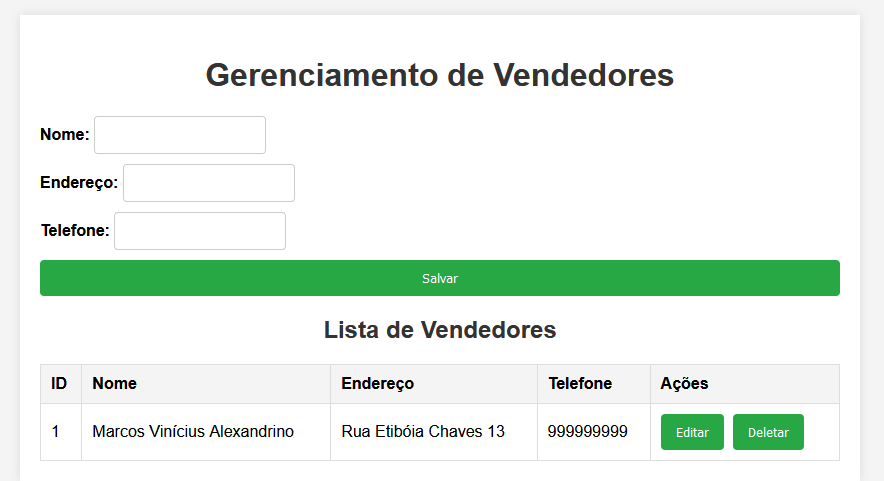 Gerenciamento de Vendedores
Nome:
Endereço:
Telefone:
Salvar
Lista de Vendedores
ID Nome Endereço Telefone Ações
1 Marcos Vinícius Alexandrino Rua Etibóia Chaves 13 999999999 Editar Deletar